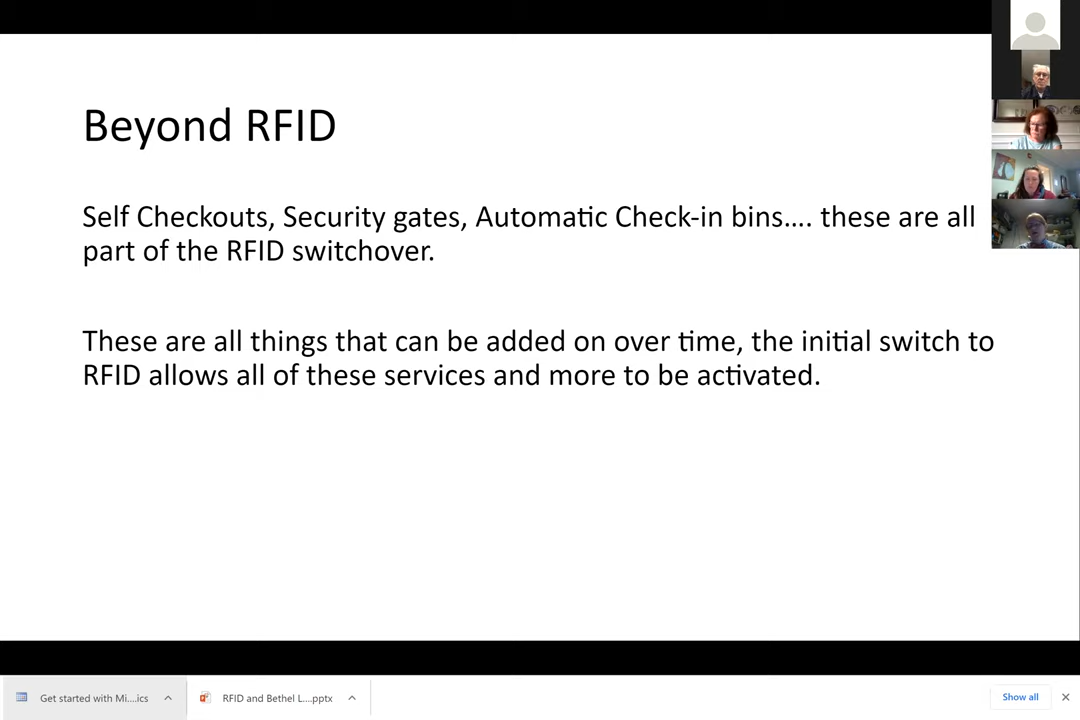 Beyond RFID
Self Checkouts, Security gates, Automatic Check-in bins.... these are all
part of the RFID switchover.
These are all things that can be added on over time, the initial switch to
RFID allows all of these services and more to be activated.
Get started with Mi....ics
RFID and Bethel L....pptx
Show all